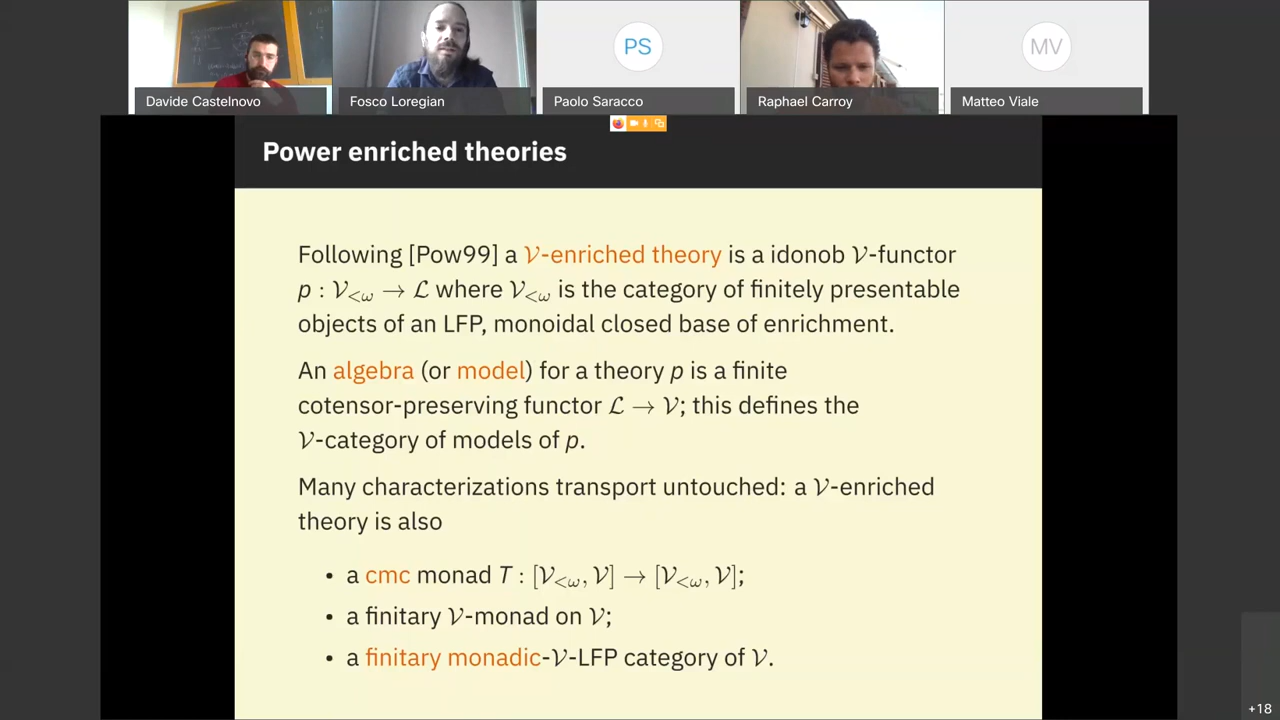 PS
MV
Davide Castelnovo
Fosco Loregian
Paolo Saracco
Raphael Carroy
Matteo Viale
Power enriched theories
Following [Pow99] a 𝒱-enriched theory is a idonob 𝒱-functor
p : 𝒱<ω → ℒ where 𝒱<ω is the category of finitely presentable
objects of an LFP, monoidal closed base of enrichment.
An algebra (or model) for a theory p is a finite
cotensor-preserving functor ℒ → 𝒱; this defines the
𝒱-category of models of p.
Many characterizations transport untouched: a 𝒱-enriched
theory is also
• a cmc monad T : [𝒱<ω, 𝒱] → [𝒱<ω, 𝒱];
• a finitary 𝒱-monad on 𝒱;
• a finitary monadic-𝒱-LFP category of 𝒱.
+18